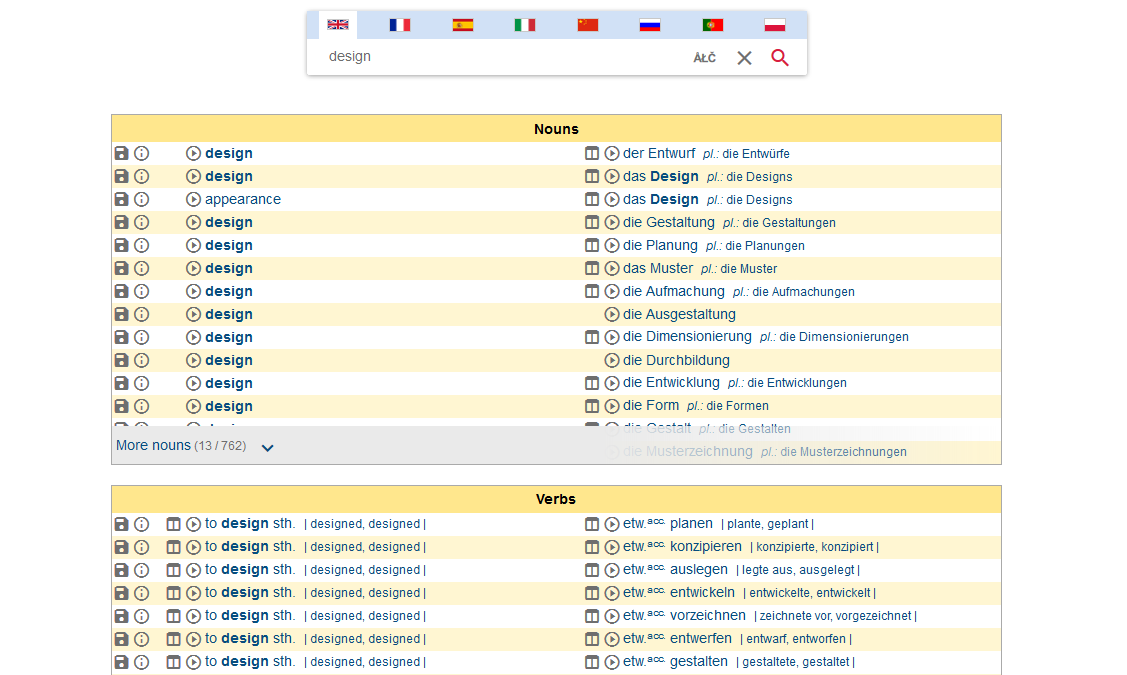 design ÂŁČ
Nouns
design der Entwurf pl.: die Entwürfe
design das Design pl.: die Designs
appearance das Design pl.: die Designs
design die Gestaltung pl.: die Gestaltungen
design die Planung pl.: die Planungen
design das Muster pl.: die Muster
design die Aufmachung pl.: die Aufmachungen
design die Ausgestaltung
design die Dimensionierung pl.: die Dimensionierungen
design die Durchbildung
design die Entwicklung pl.: die Entwicklungen
design die Form pl.: die Formen
die Gestalt pl.: die Gestalten
More nouns (13 / 762)
die Musterzeichnung pl.: die Musterzeichnungen
Verbs
to design sth. | designed, designed | etw.acc. planen | plante, geplant |
to design sth. | designed, designed | etw.acc. konzipieren | konzipierte, konzipiert |
to design sth. | designed, designed | etw.acc. auslegen | legte aus, ausgelegt |
to design sth. | designed, designed | etw.acc. entwickeln | entwickelte, entwickelt |
to design sth. | designed, designed | etw.acc. vorzeichnen | zeichnete vor, vorgezeichnet |
to design sth. | designed, designed | etw.acc. entwerfen | entwarf, entworfen |
to design sth. | designed, designed | etw.acc. gestalten | gestaltete, gestaltet |